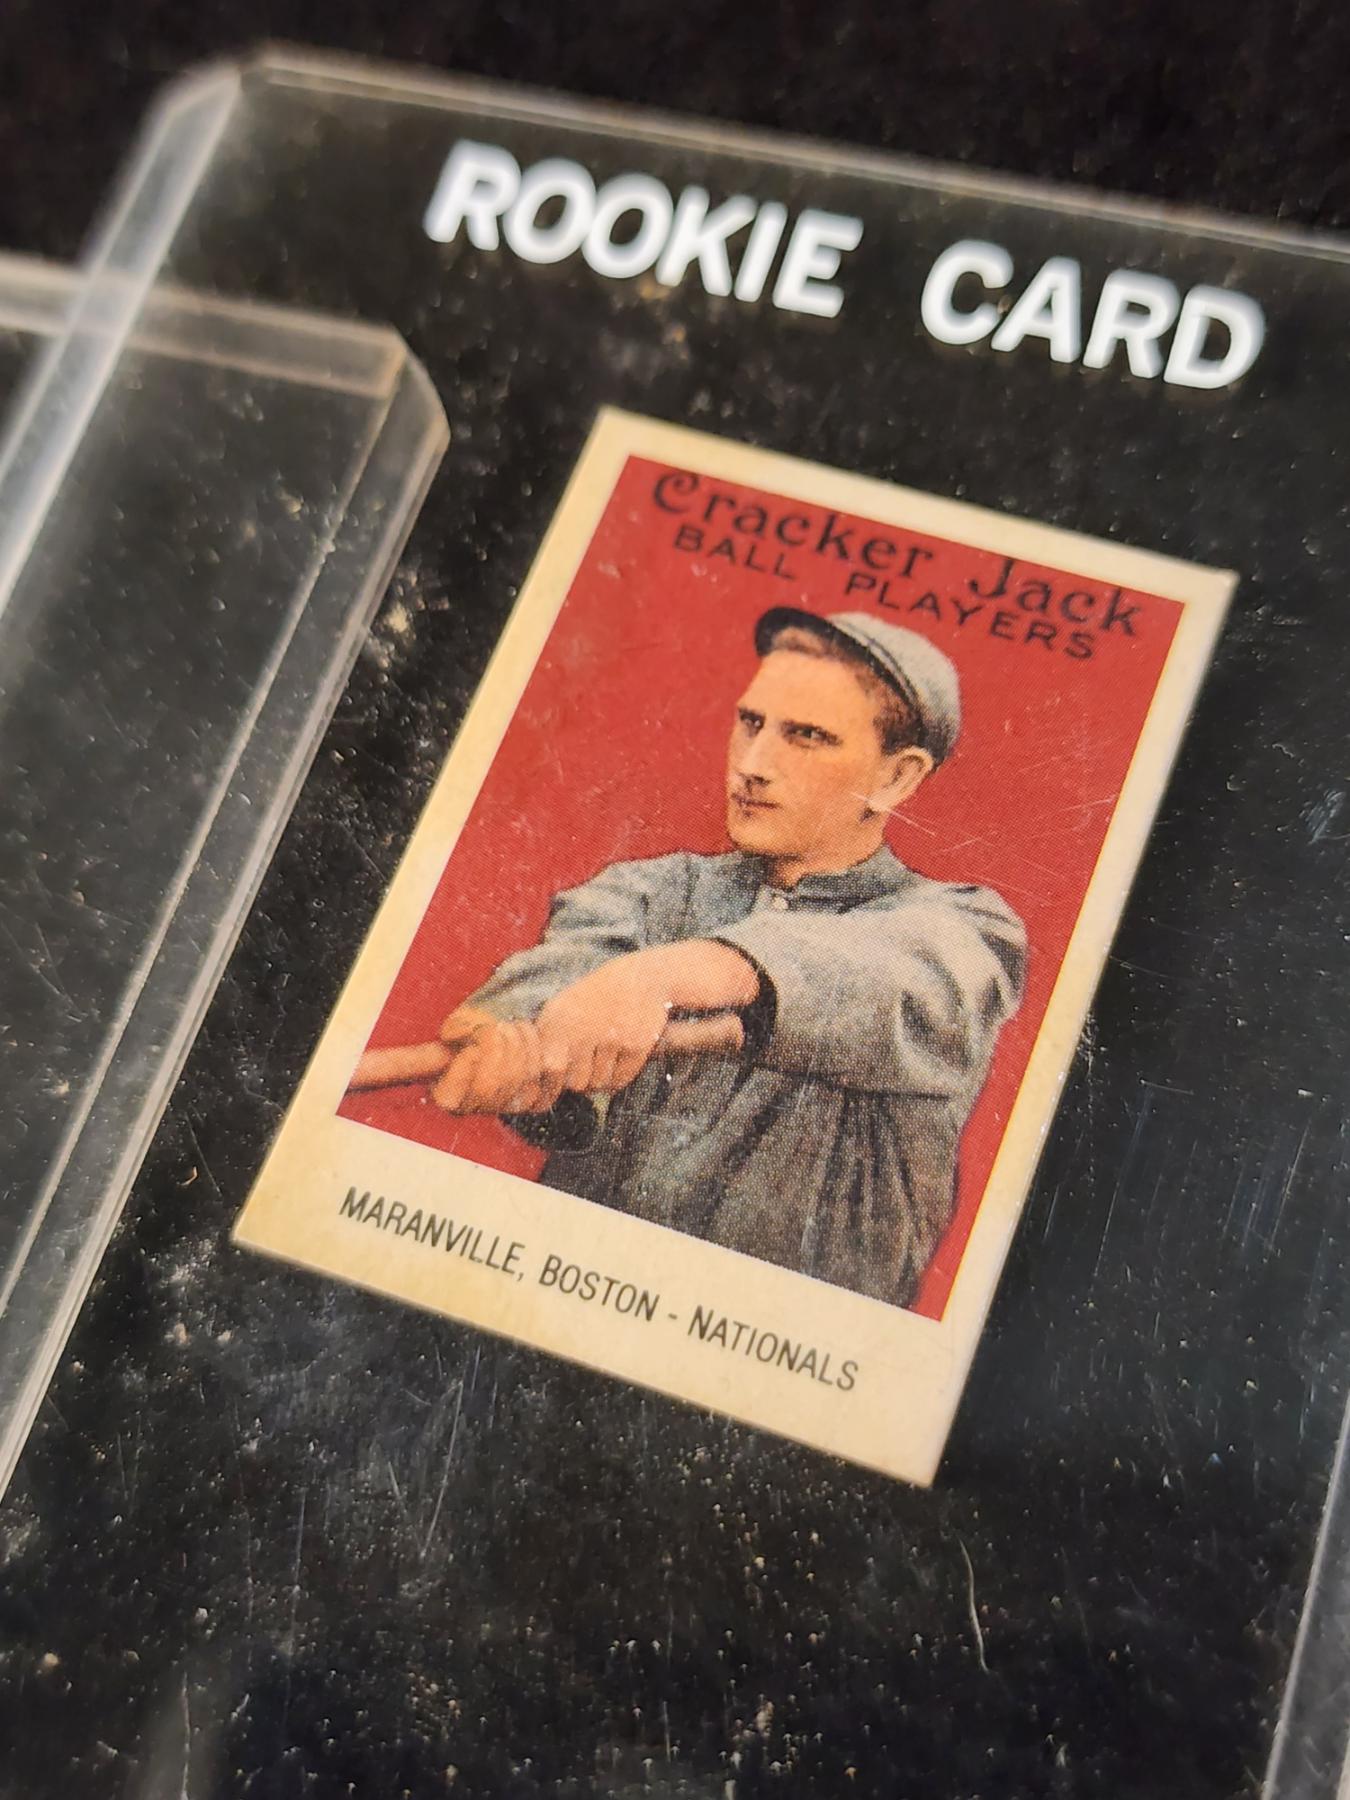 ROOKIE CARD
Cracker Jack
BALL PLAYERS
MARANVILLE, BOSTON - NATIONALS